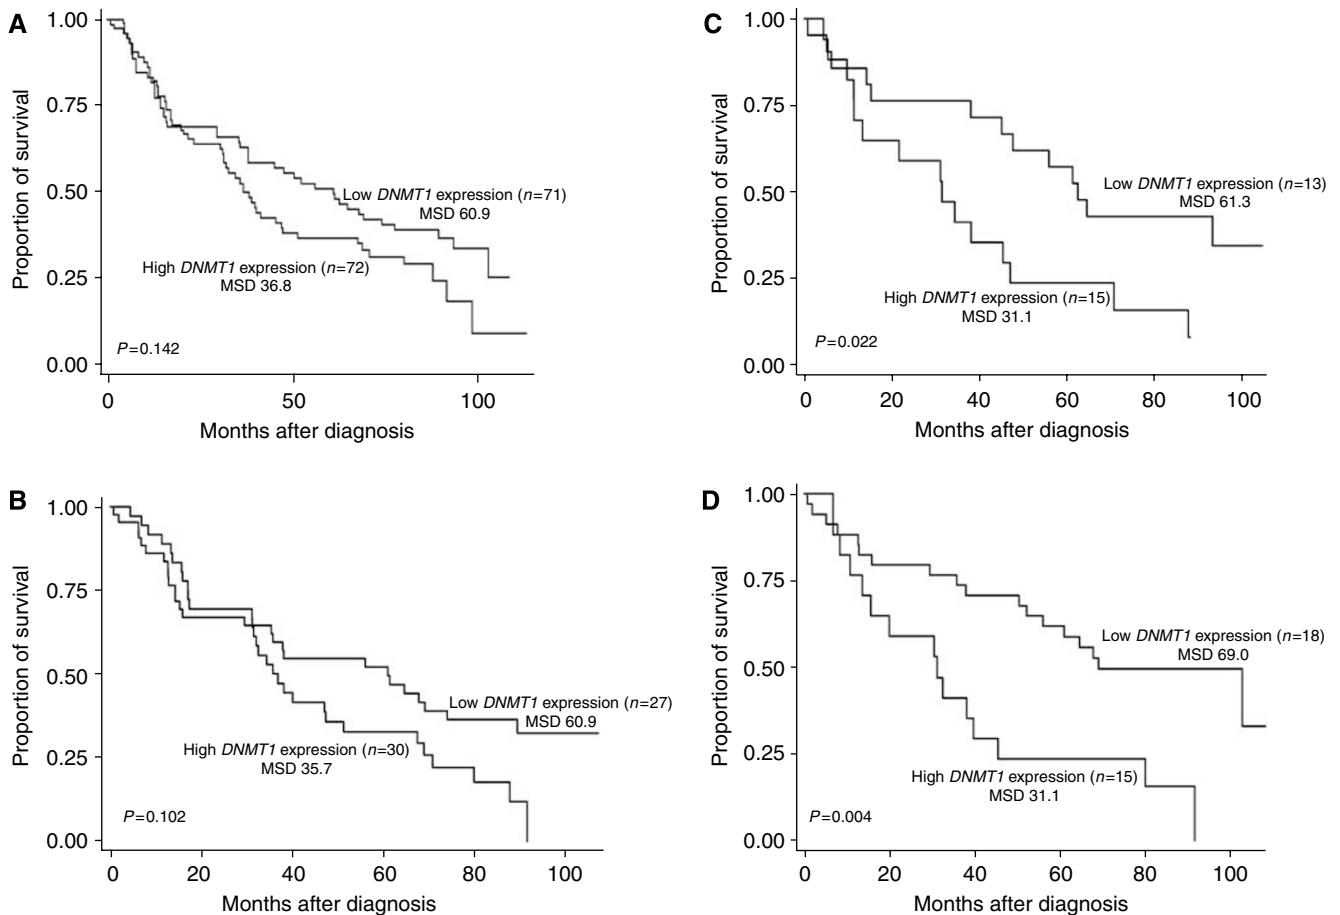 A
1.00
0.75
0.50
0.25
0.00
Proportion of survival
Low DNMT1 expression (n=71)
MSD 60.9
High DNMT1 expression (n=72)
MSD 36.8
P=0.142
0 50 100
Months after diagnosis
C
1.00
0.75
0.50
0.25
0.00
Proportion of survival
Low DNMT1 expression (n=13)
MSD 61.3
High DNMT1 expression (n=15)
MSD 31.1
P=0.022
0 20 40 60 80 100
Months after diagnosis
B
1.00
0.75
0.50
0.25
0.00
Proportion of survival
Low DNMT1 expression (n=27)
MSD 60.9
High DNMT1 expression (n=30)
MSD 35.7
P=0.102
0 20 40 60 80 100
Months after diagnosis
D
1.00
0.75
0.50
0.25
0.00
Proportion of survival
Low DNMT1 expression (n=18)
MSD 69.0
High DNMT1 expression (n=15)
MSD 31.1
P=0.004
0 20 40 60 80 100
Months after diagnosis